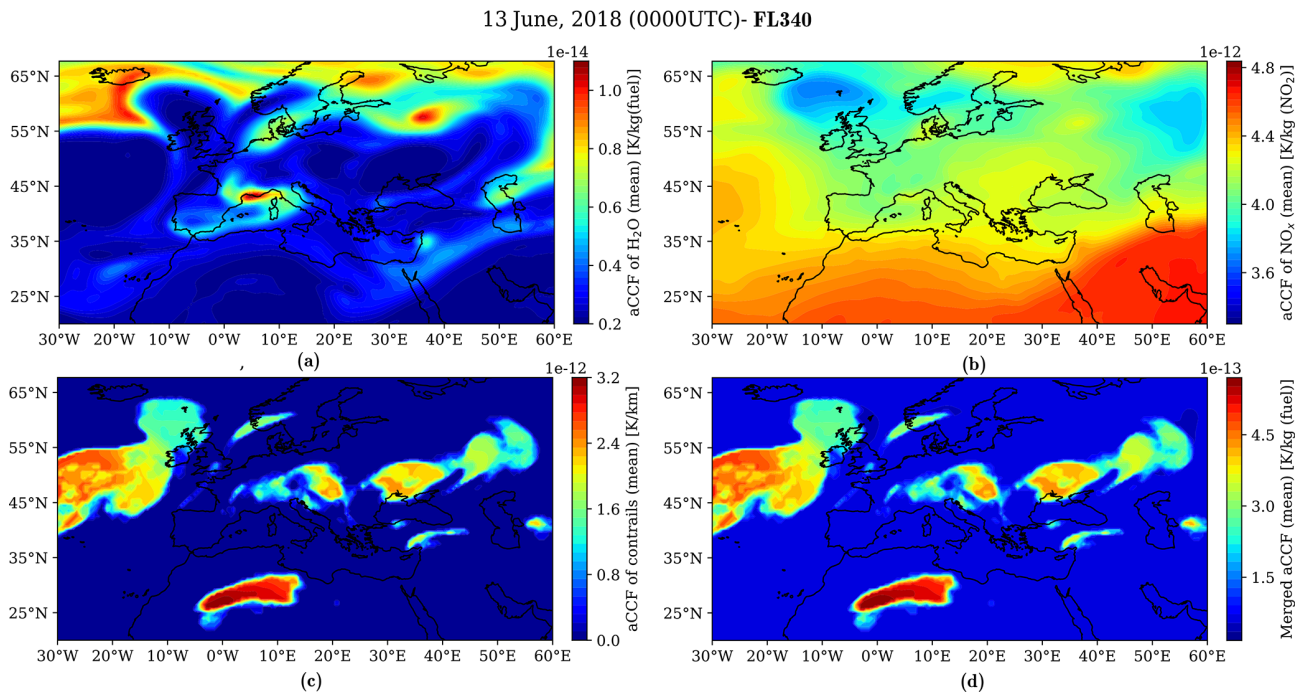 13 June, 2018 (0000UTC)- FL340
1e-14
65°N
55°N
45°N
35°N
25°N
30°W 20°W 10°W 0°W 10°E 20°E 30°E 40°E 50°E 60°E
1.0
0.8
0.6
0.4
0.2
aCCF of H₂O (mean) [K/kg(fuel)]
(a)
1e-12
65°N
55°N
45°N
35°N
25°N
30°W 20°W 10°W 0°W 10°E 20°E 30°E 40°E 50°E 60°E
4.8
4.4
4.0
3.6
aCCF of NOₓ (mean) [K/kg (NO₂)]
(b)
,
1e-12
65°N
55°N
45°N
35°N
25°N
30°W 20°W 10°W 0°W 10°E 20°E 30°E 40°E 50°E 60°E
3.2
2.4
1.6
0.8
0.0
aCCF of contrails (mean) [K/km]
(c)
1e-13
65°N
55°N
45°N
35°N
25°N
30°W 20°W 10°W 0°W 10°E 20°E 30°E 40°E 50°E 60°E
4.5
3.0
1.5
Merged aCCF (mean) [K/kg (fuel)]
(d)